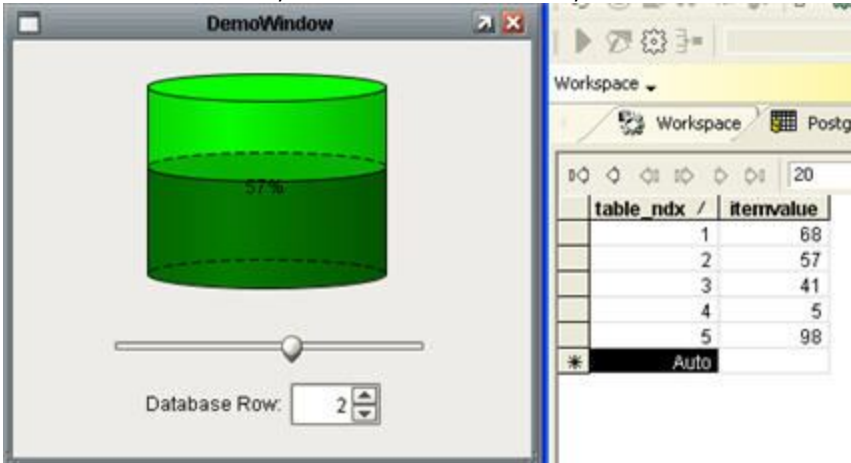 DemoWindow
57%
Database Row: 2
Workspace
Workspace
20
table_ndx / itemvalue
1 68
2 57
3 41
4 5
5 98
Auto